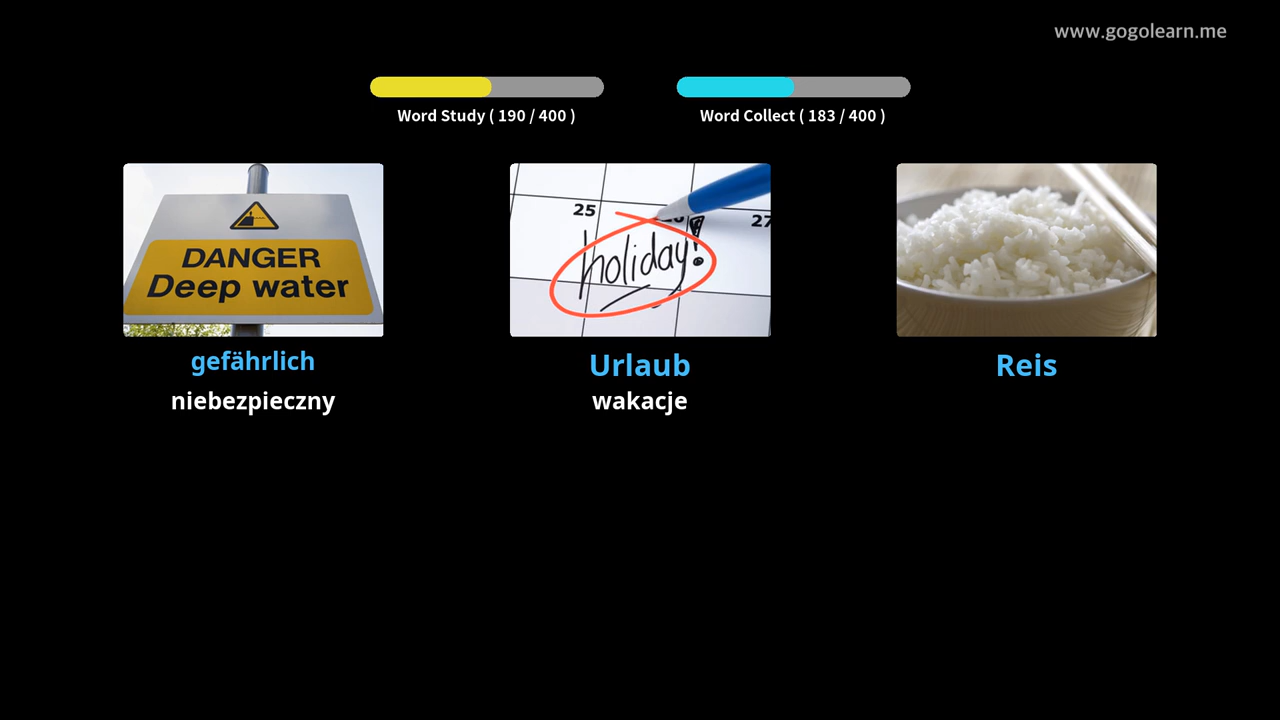 www.gogolearn.me
Word Study ( 190 / 400 )
Word Collect ( 183 / 400 )
DANGER
Deep water
25
27
holiday!
gefährlich
Urlaub
Reis
niebezpieczny
wakacje